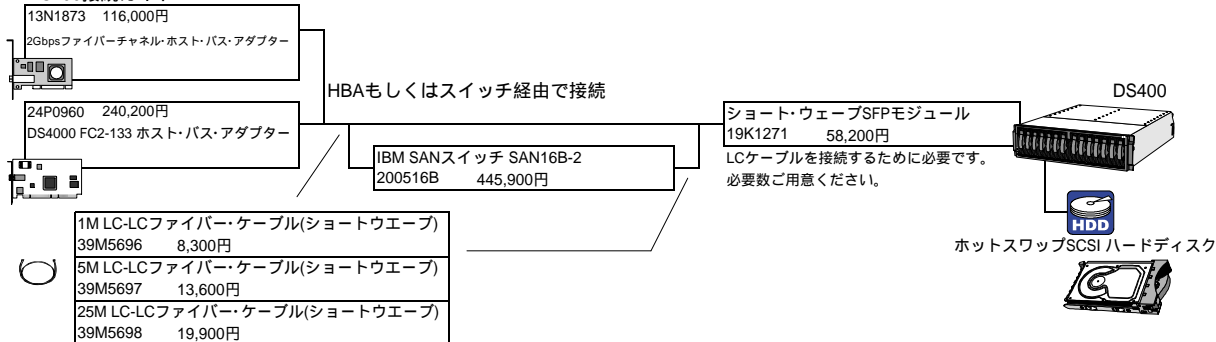 13N1873 116,000円
2Gbpsファイバーチャネル・ホスト・バス・アダプター
HBAもしくはスイッチ経由で接続
24P0960 240,200円
DS4000 FC2-133 ホスト・バス・アダプター
IBM SANスイッチ SAN16B-2
200516B 445,900円
ショート・ウェーブSFPモジュール
19K1271 58,200円
LCケーブルを接続するために必要です。
必要数ご用意ください。
DS400
HDD
ホットスワップSCSI ハードディスク
1M LC-LCファイバー・ケーブル(ショートウエーブ)
39M5696 8,300円
5M LC-LCファイバー・ケーブル(ショートウエーブ)
39M5697 13,600円
25M LC-LCファイバー・ケーブル(ショートウエーブ)
39M5698 19,900円